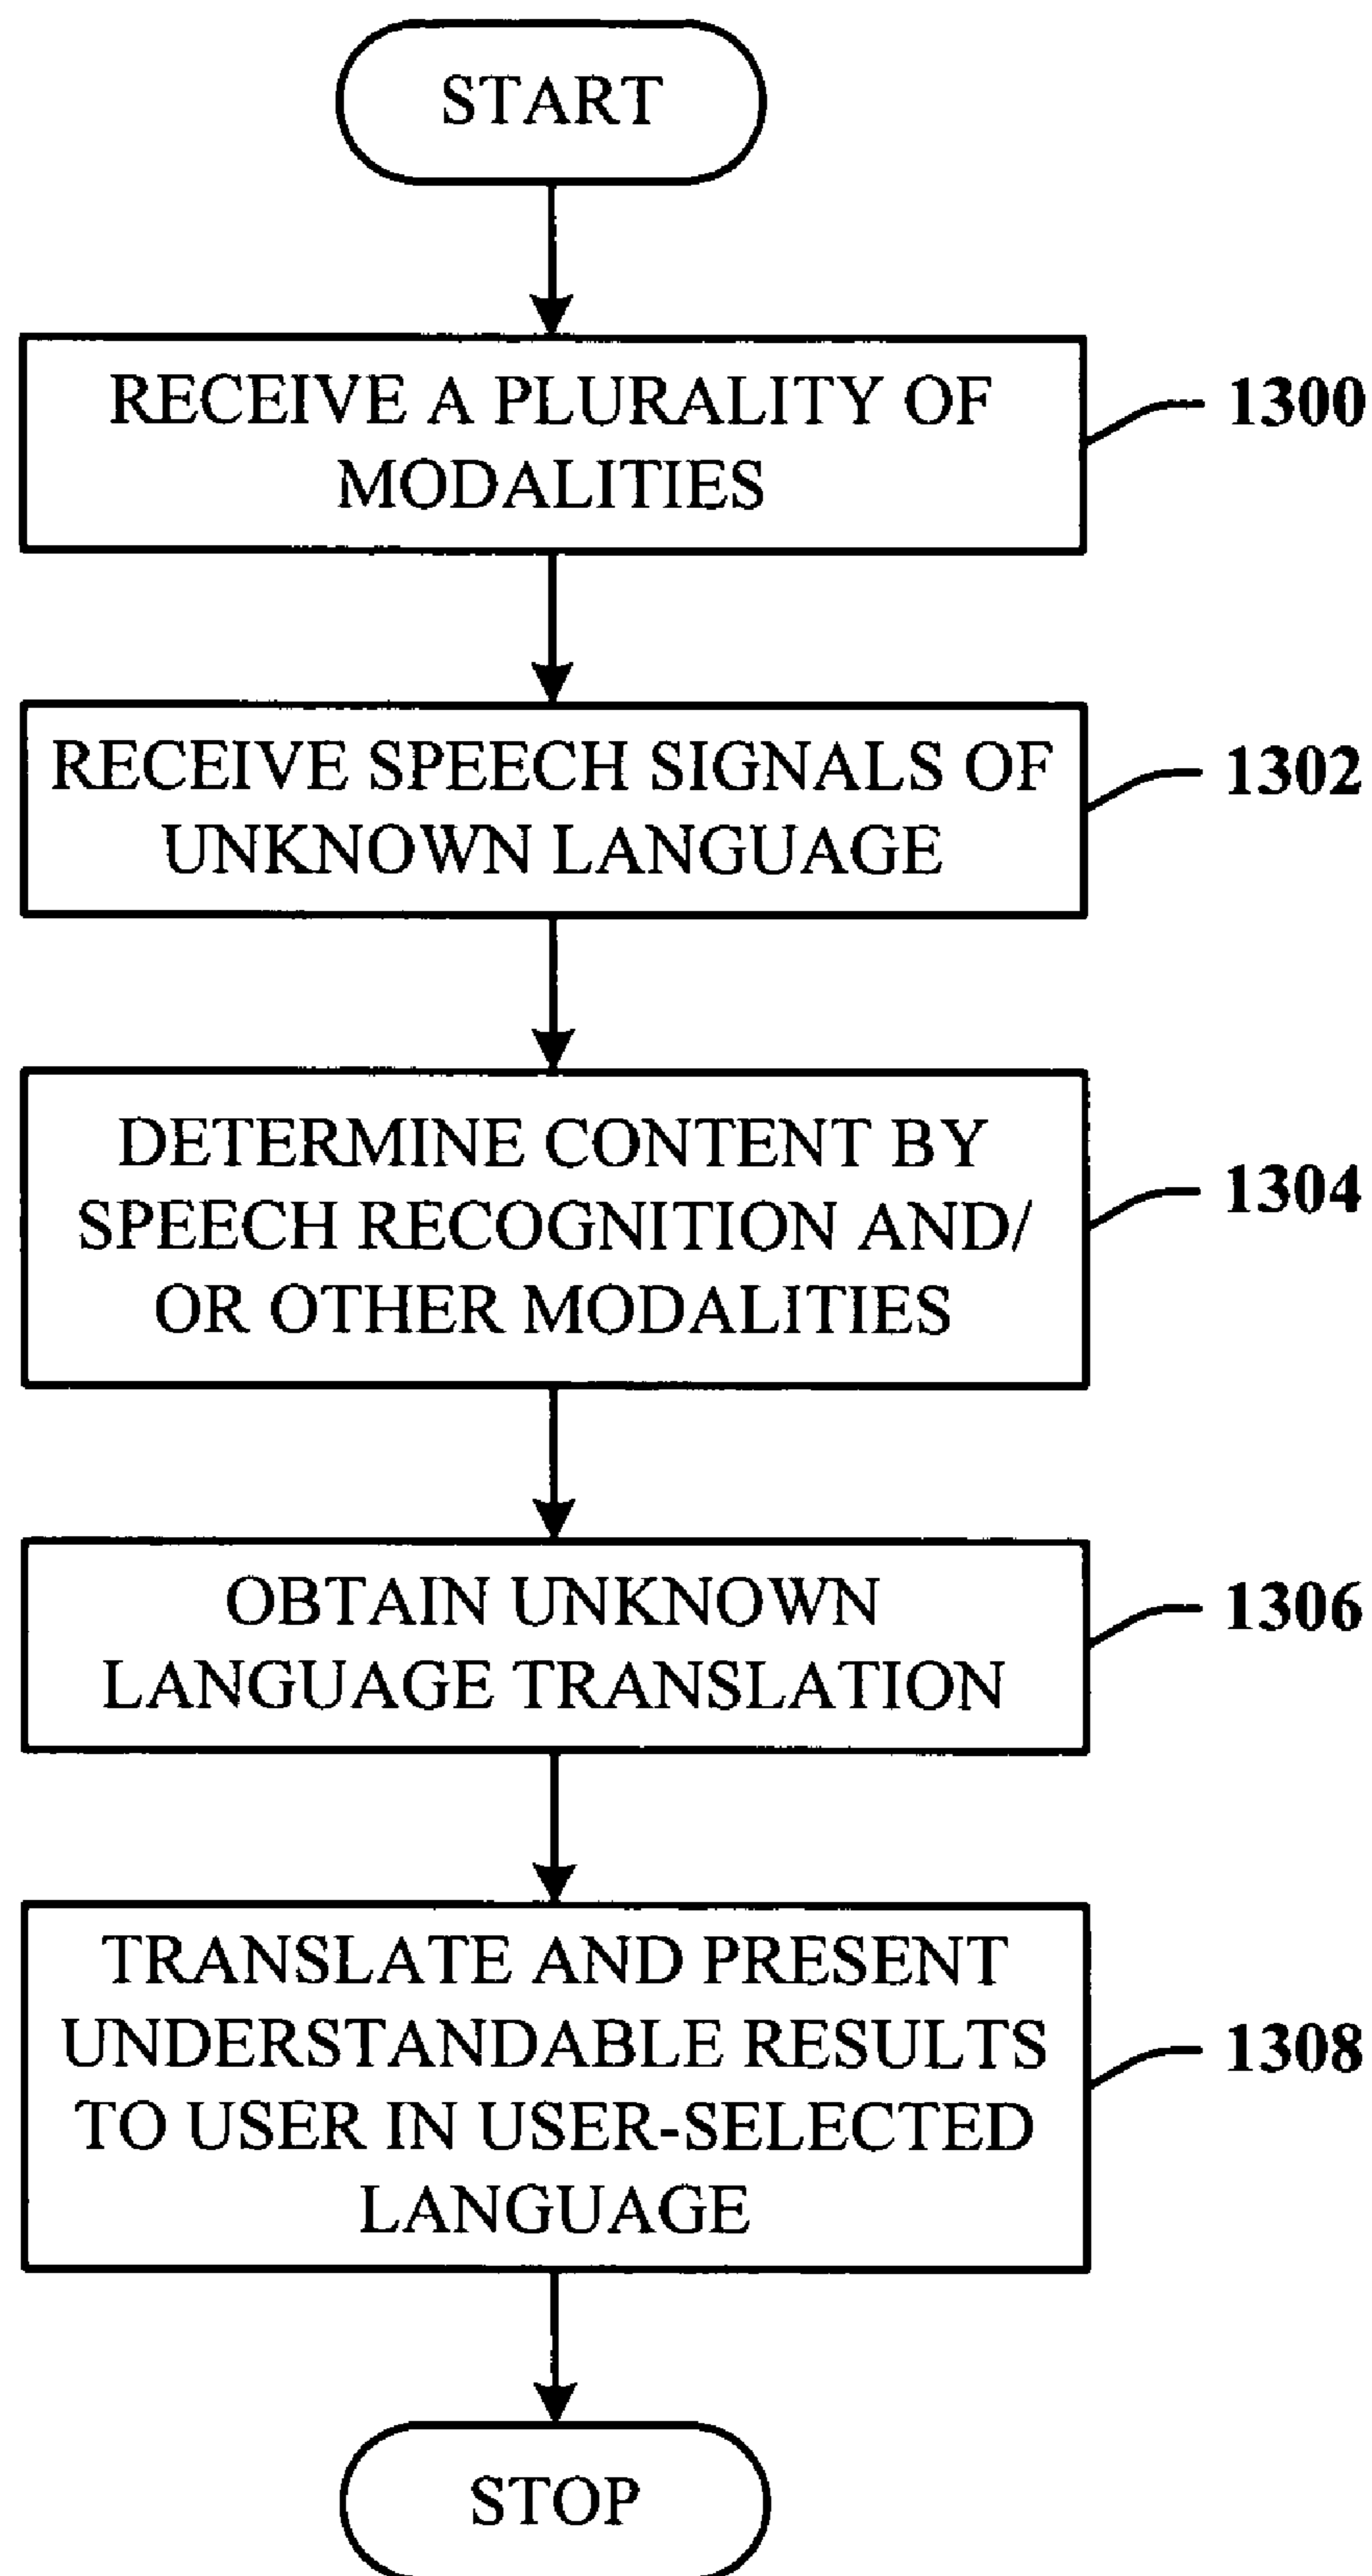 START
RECEIVE A PLURALITY OF
MODALITIES
1300
RECEIVE SPEECH SIGNALS OF
UNKNOWN LANGUAGE
1302
DETERMINE CONTENT BY
SPEECH RECOGNITION AND/
OR OTHER MODALITIES
1304
OBTAIN UNKNOWN
LANGUAGE TRANSLATION
1306
TRANSLATE AND PRESENT
UNDERSTANDABLE RESULTS
TO USER IN USER-SELECTED
LANGUAGE
1308
STOP